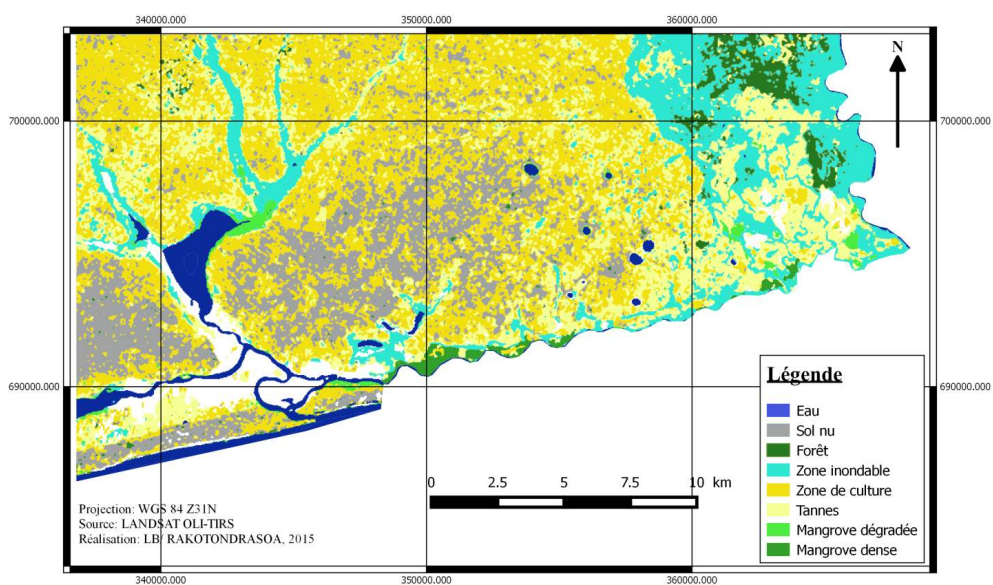 340000.000 350000.000 360000.000
N
700000.000 700000.000
690000.000 690000.000
Légende
Eau
Sol nu
Forêt
Zone inondable
Zone de culture
Tannes
Mangrove dégradée
Mangrove dense
0 2.5 5 7.5 10 km
Projection: WGS 84 Z31N
Source: LANDSAT OLI-TIRS
Réalisation: LB/ RAKOTONDRASOA, 2015
340000.000 350000.000 360000.000